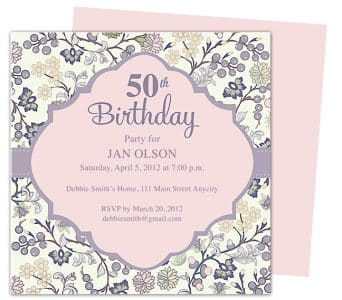 50th
Birthday
Party for
JAN OLSON
Saturday, April 5, 2012 at 7:00 p.m.
Debbie Smith's Home, 111 Main Street Anycity
RSVP by March 20, 2012
debbiesmith@gmail.com